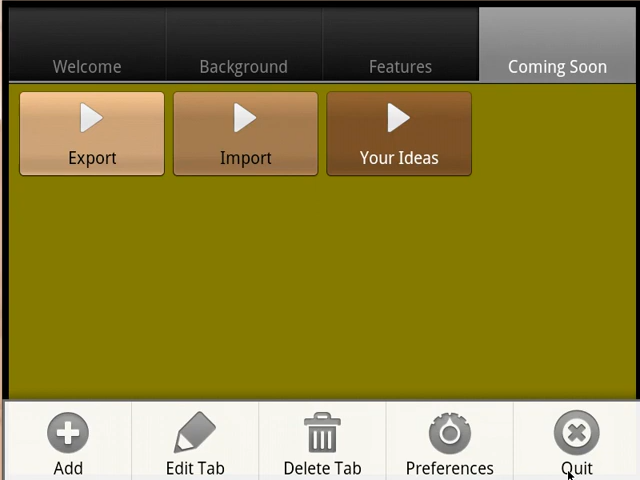 Welcome Background Features Coming Soon
Export Import Your Ideas
Add Edit Tab Delete Tab Preferences Quit